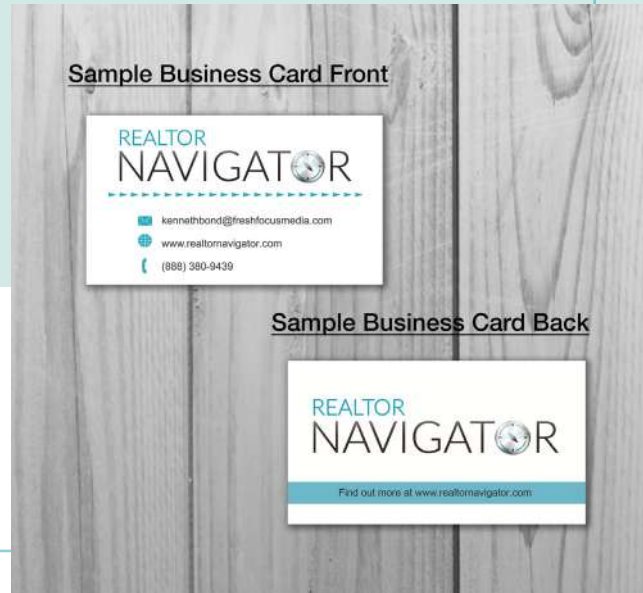 Sample Business Card Front
REALTOR
NAVIGATOR
kennethbond@freshfocusmedia.com
www.realtornavigator.com
(888) 380-9439
Sample Business Card Back
REALTOR
NAVIGATOR
Find out more at www.realtornavigator.com